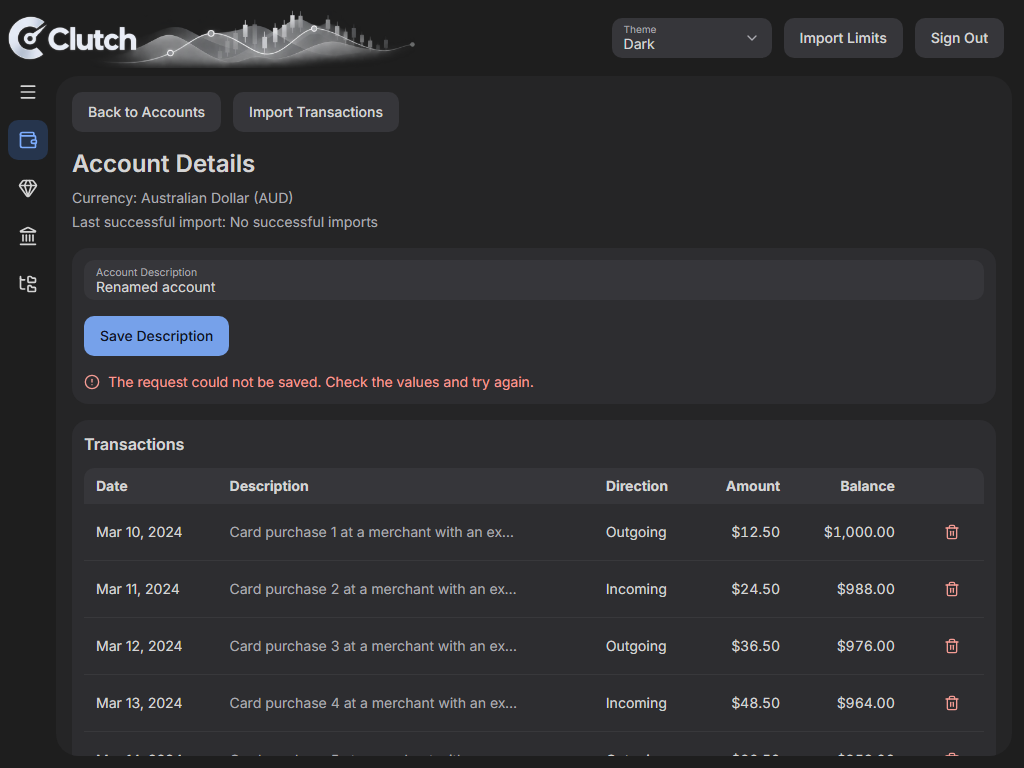 Clutch
Theme
Dark
Import Limits
Sign Out
Back to Accounts
Import Transactions
Account Details
Currency: Australian Dollar (AUD)
Last successful import: No successful imports
Account Description
Renamed account
Save Description
The request could not be saved. Check the values and try again.
Transactions
Date Description Direction Amount Balance
Mar 10, 2024 Card purchase 1 at a merchant with an ex... Outgoing $12.50 $1,000.00
Mar 11, 2024 Card purchase 2 at a merchant with an ex... Incoming $24.50 $988.00
Mar 12, 2024 Card purchase 3 at a merchant with an ex... Outgoing $36.50 $976.00
Mar 13, 2024 Card purchase 4 at a merchant with an ex... Incoming $48.50 $964.00